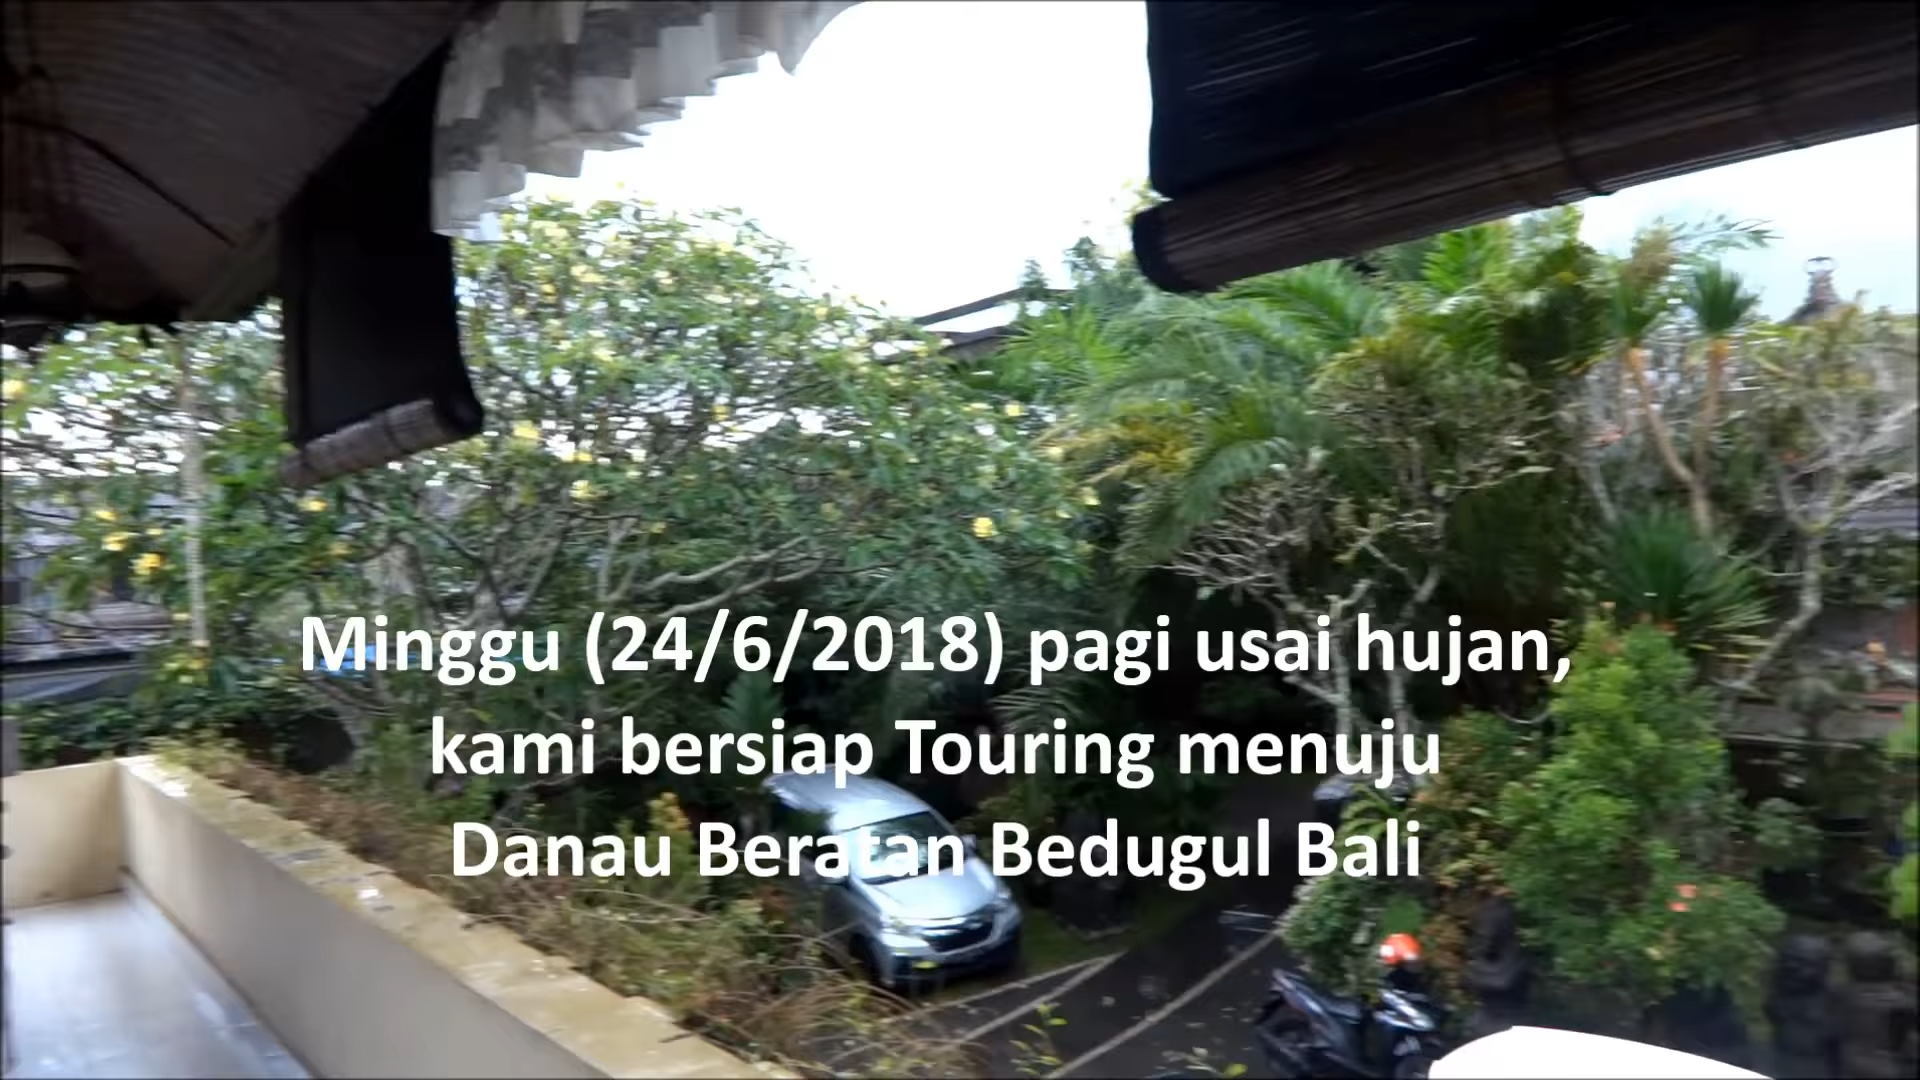 Minggu (24/6/2018) pagi usai hujan,
kami bersiap Touring menuju
Danau Beratan Bedugul Bali